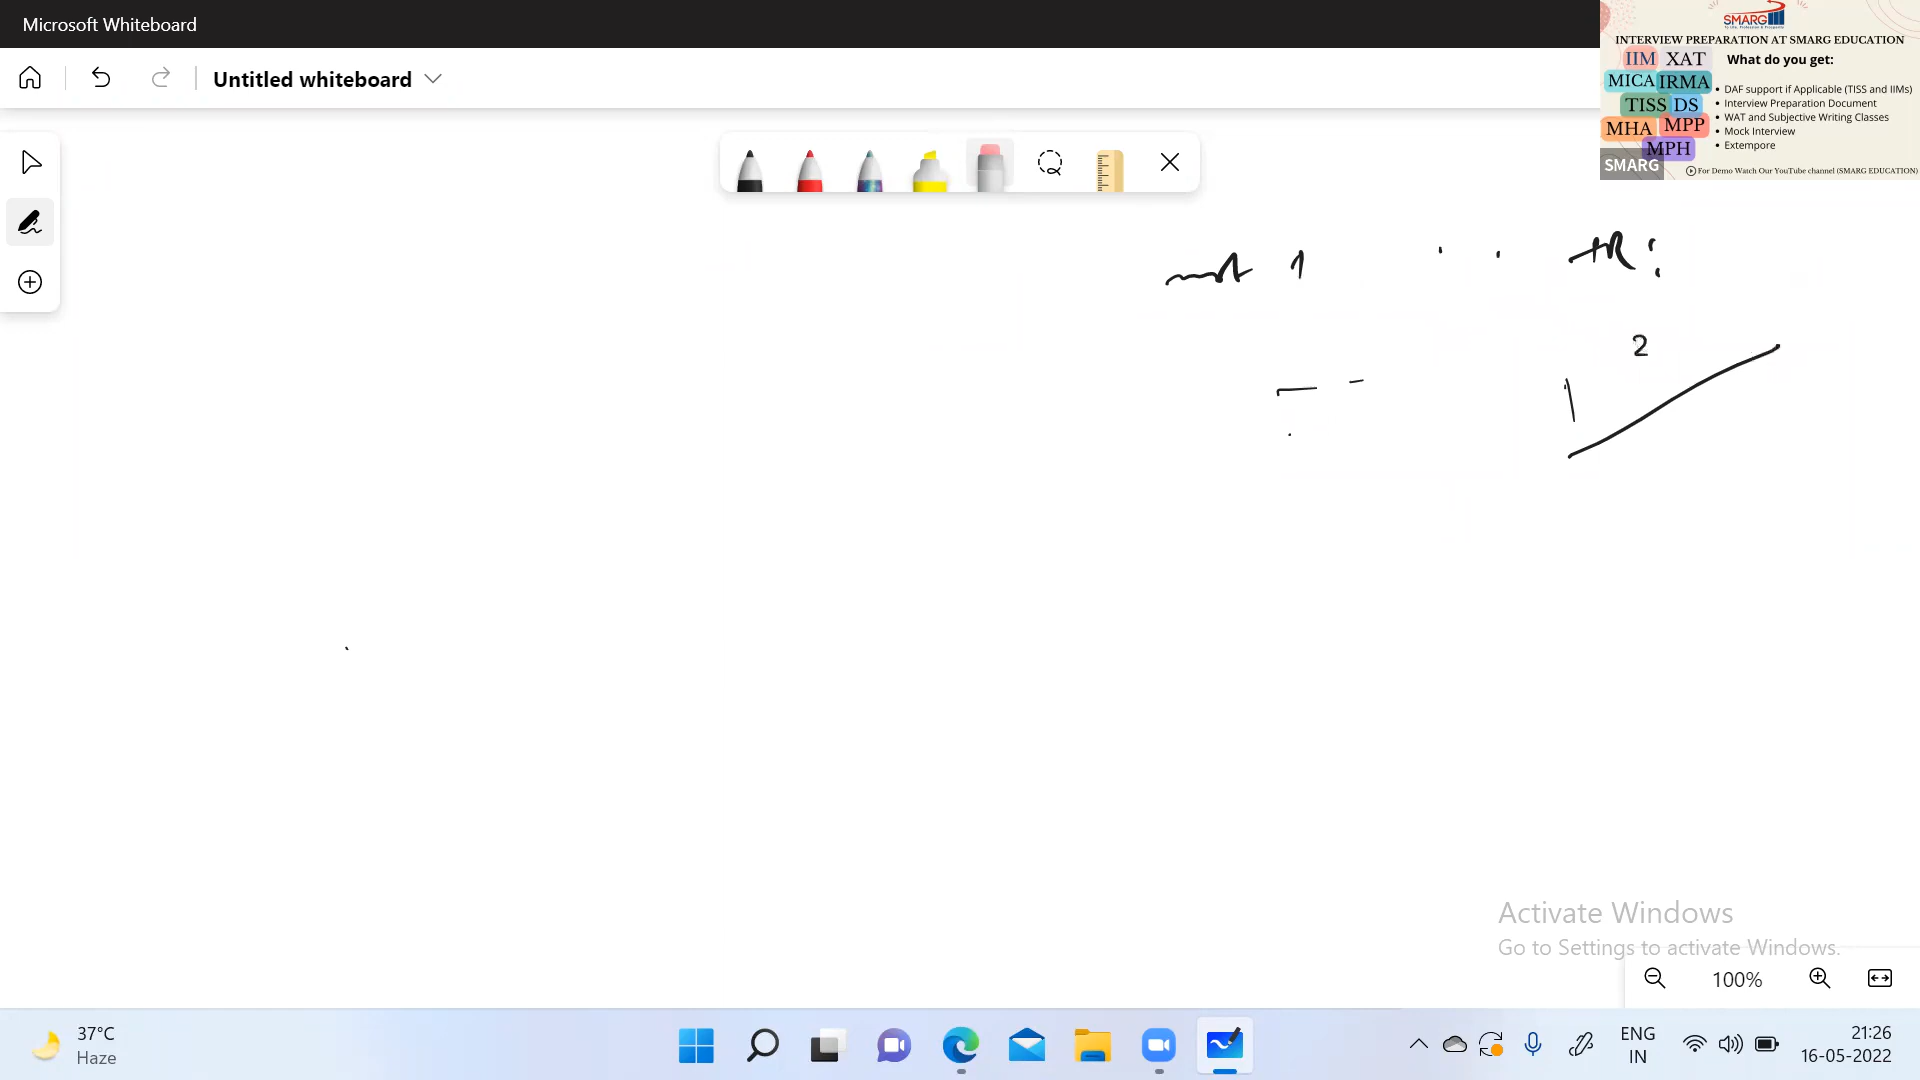 Microsoft Whiteboard
Untitled whiteboard
SMARG
INTERVIEW PREPARATION AT SMARG EDUCATION
IIM XAT
What do you get:
MICA IRMA
TISS DS
MHA MPP
MPH
• DAF support if Applicable (TISS and IIMs)
• Interview Preparation Document
• WAT and Subjective Writing Classes
• Mock Interview
• Extempore
SMARG
For Demo Watch Our YouTube channel (SMARG EDUCATION)
1
2
1
Activate Windows
Go to Settings to activate Windows.
100%
37°C
Haze
ENG
IN
21:26
16-05-2022